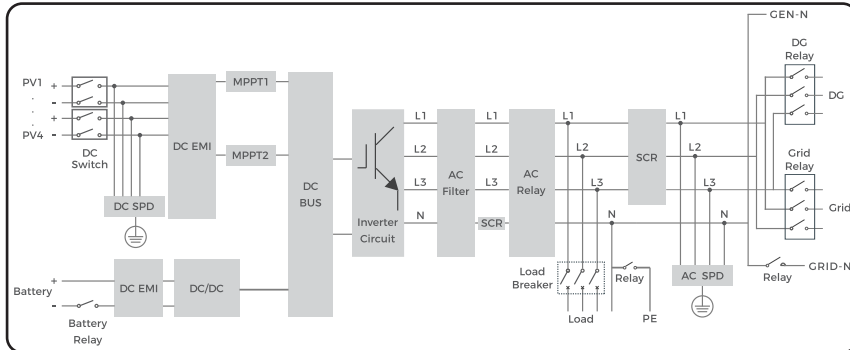 GEN-N
DG
Relay
DG
PV1
+
-
.
.
+
PV4
-
DC
Switch
DC SPD
DC EMI
MPPT1
MPPT2
DC
BUS
L1
L2
L3
N
Inverter
Circuit
AC
Filter
L1
L2
L3
SCR
AC
Relay
L1
L2
L3
N
SCR
L1
L2
L3
N
Grid
Relay
Grid
AC SPD
Relay
GRID-N
Load
Breaker
Load
Relay
PE
Battery
+
-
DC EMI
DC/DC
Battery
Relay